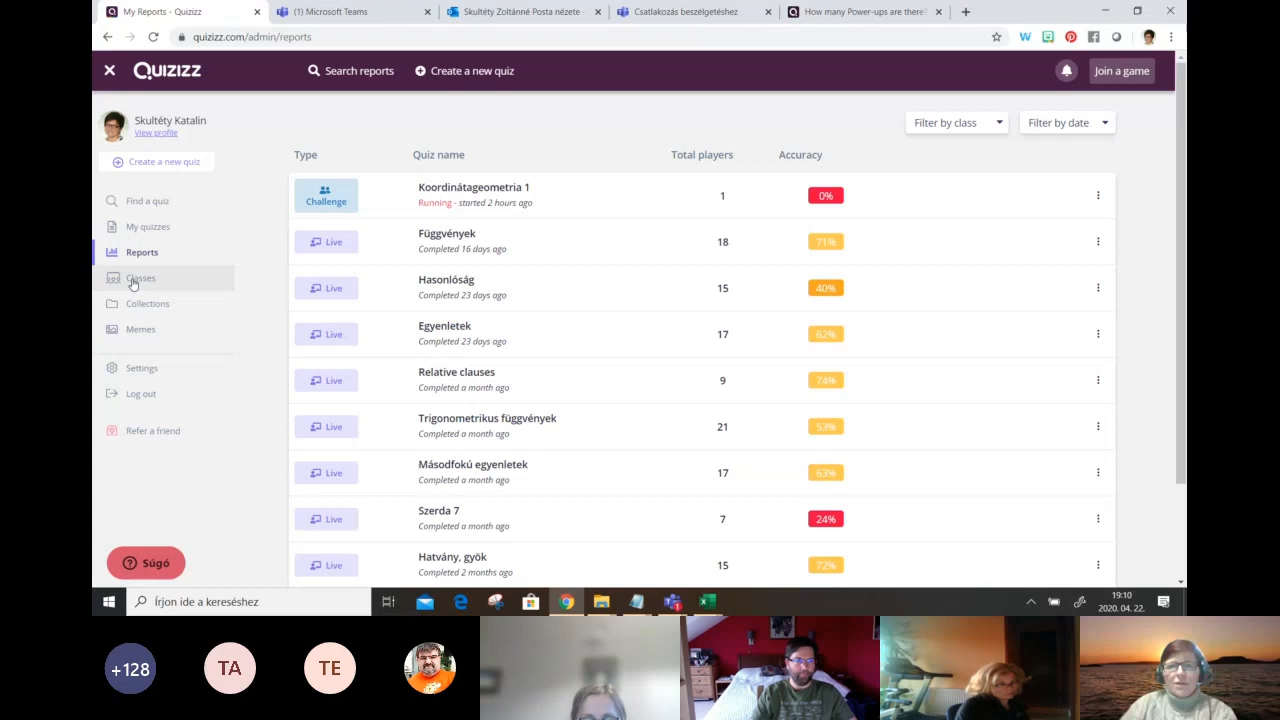 My Reports - Quizizz
(1) Microsoft Teams
Skultéty Zoltánné Posta nézete -
Csatlakozás beszélgetéshez
How many Power-ups are there
quizizz.com/admin/reports
QUIZIZZ
Search reports
Create a new quiz
Join a game
Skultéty Katalin
View profile
Create a new quiz
Find a quiz
My quizzes
Reports
Classes
Collections
Memes
Settings
Log out
Refer a friend
Súgó
Filter by class
Filter by date
Type Quiz name Total players Accuracy
Challenge Koordinátageometria 1 1 0%
Running - started 2 hours ago
Live Függvények 18 71%
Completed 16 days ago
Live Hasonlóság 15 40%
Completed 23 days ago
Live Egyenletek 17 62%
Completed 23 days ago
Live Relative clauses 9 74%
Completed a month ago
Live Trigonometrikus függvények 21 53%
Completed a month ago
Live Másodfokú egyenletek 17 63%
Completed a month ago
Live Szerda 7 7 24%
Completed a month ago
Live Hatvány, gyök 15 72%
Completed 2 months ago
Írjon ide a kereséshez
19:10
2020. 04. 22.
+128 TA TE